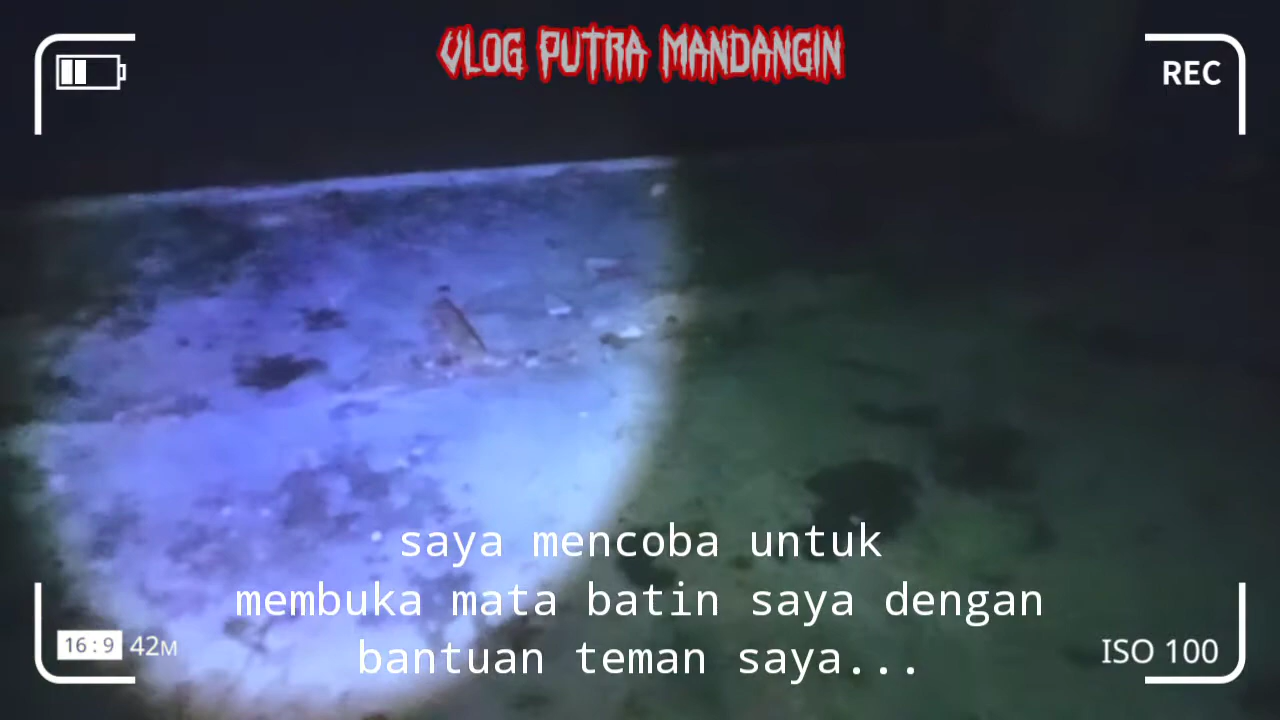 VLOG PUTRA MANDANGIN
REC
saya mencoba untuk
membuka mata batin saya dengan
bantuan teman saya...
16:9 42M
ISO 100